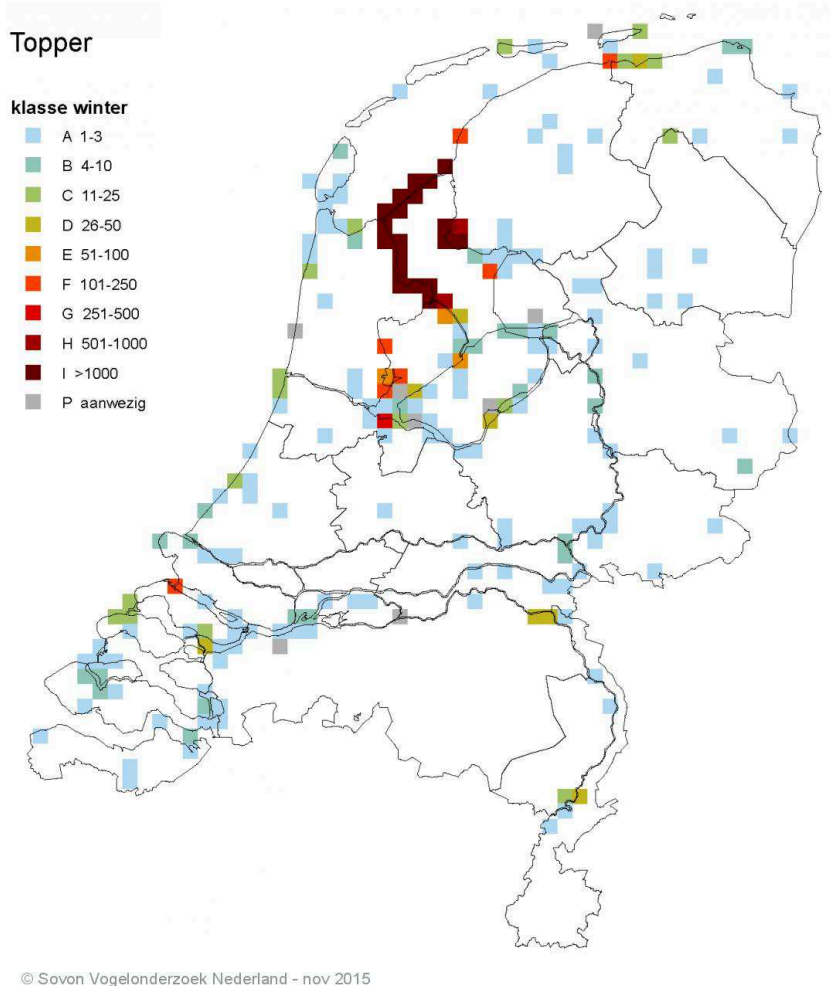 Topper
klasse winter
A 1-3
B 4-10
C 11-25
D 26-50
E 51-100
F 101-250
G 251-500
H 501-1000
I >1000
P aanwezig
© Sovon Vogelonderzoek Nederland - nov 2015